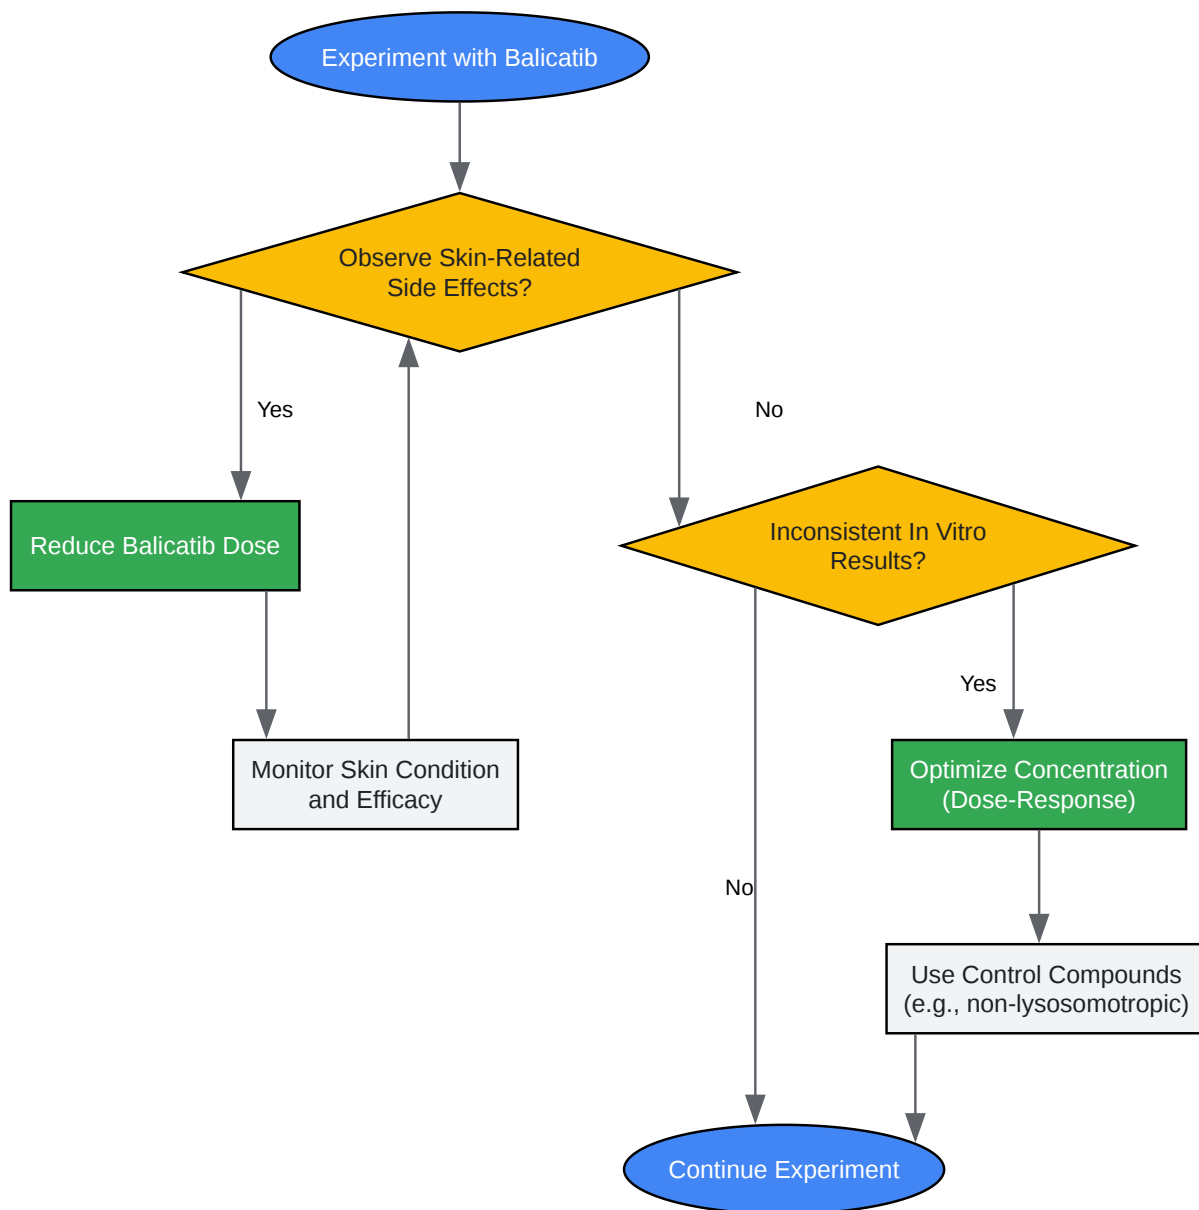 Experiment with Balicatib
Observe Skin-Related
Side Effects?
Yes
No
Reduce Balicatib Dose
Inconsistent In Vitro
Results?
Yes
Monitor Skin Condition
and Efficacy
Optimize Concentration
(Dose-Response)
No
Use Control Compounds
(e.g., non-lysosomotropic)
Continue Experiment